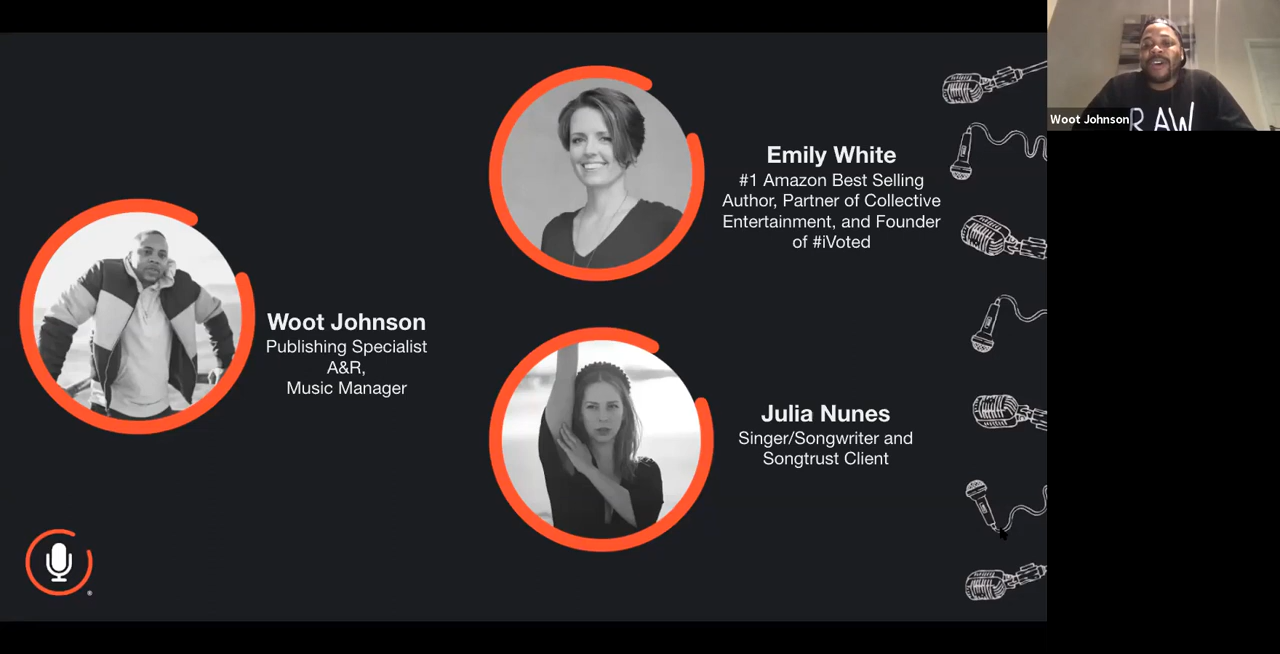 Woot Johnson
Publishing Specialist
A&R,
Music Manager
Emily White
#1 Amazon Best Selling
Author, Partner of Collective
Entertainment, and Founder
of #iVoted
Julia Nunes
Singer/Songwriter and
Songtrust Client
®
Woot Johnson
RAW